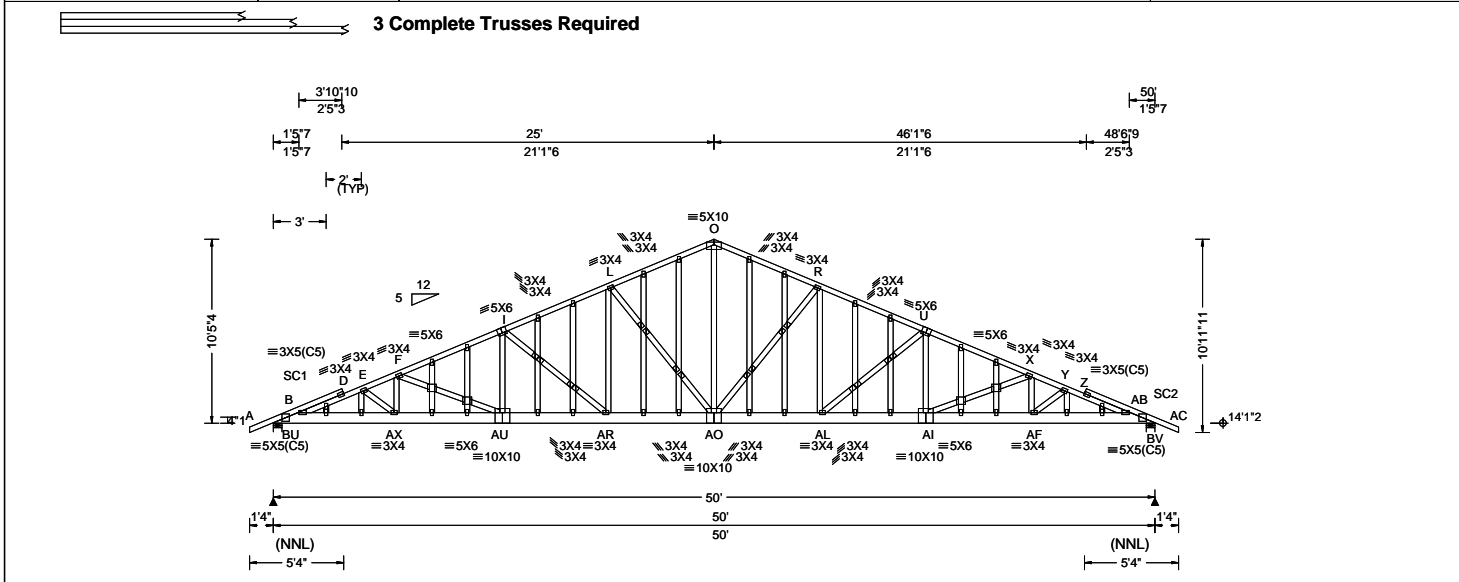 3 Complete Trusses Required
3'10"10
2'5"3
50'
1'5"7
1'5"7
1'5"7
25'
21'1"6
46'1"6
21'1"6
48'6"9
2'5"3
2'
(TYP)
3'
≡5X10
O
3X4
3X4
3X4
3X4
3X4
L
3X4
R
12
5
3X4
3X4
3X4
3X4
5X6
I
5X6
U
10'5"4
10'11"11
≡5X6
≡5X6
≡3X5(C5)
3X4
3X4
F
3X4
3X4
X
3X4
≡3X5(C5)
SC1
3X4
D
E
Y
Z
SC2
B
AB
A
AC
4"1
14'1"2
BU
AX
AU
AR
AO
AL
AI
AF
BV
≡5X5(C5)
≡3X4
≡5X6
3X4
≡3X4
3X4
3X4
3X4
3X4
3X4
≡3X4
3X4
3X4
≡5X6
≡3X4
≡5X5(C5)
≡10X10
3X4
≡10X10
≡10X10
50'
1'4"
50'
50'
1'4"
(NNL)
(NNL)
5'4"
5'4"